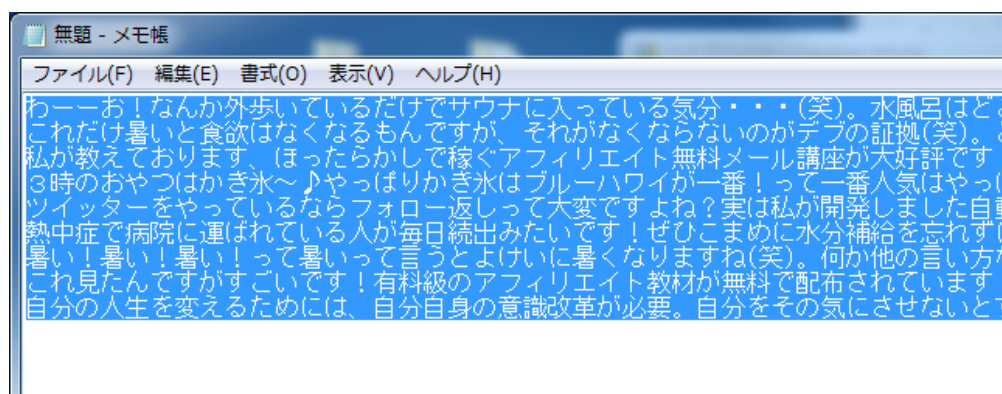 無題 - メモ帳
ファイル(F) 編集(E) 書式(O) 表示(V) ヘルプ(H)
わーーお！なんか外歩いているだけでサウナに入っている気分・・・(笑)。水風呂はど
これだけ暑いと食欲はなくなるもんですが、それがなくならないのがデブの証拠(笑)。
私が教えております、ほったらかしで稼ぐアフィリエイト無料メール講座が大好評です！
３時のおやつはかき氷～♪やっぱりかき氷はブルーハワイが一番！って一番人気はやっ
ツイッターをやっているならフォロー返しって大変ですよね？実は私が開発しました自動
熱中症で病院に運ばれている人が毎日続出みたいです！ぜひこまめに水分補給を忘れず
暑い！暑い！暑い！って暑いって言うとよけいに暑くなりますね(笑)。何か他の言い方
これ見たんですがすごいです！有料級のアフィリエイト教材が無料で配布されています
自分の人生を変えるためには、自分自身の意識改革が必要。自分をその気にさせないと